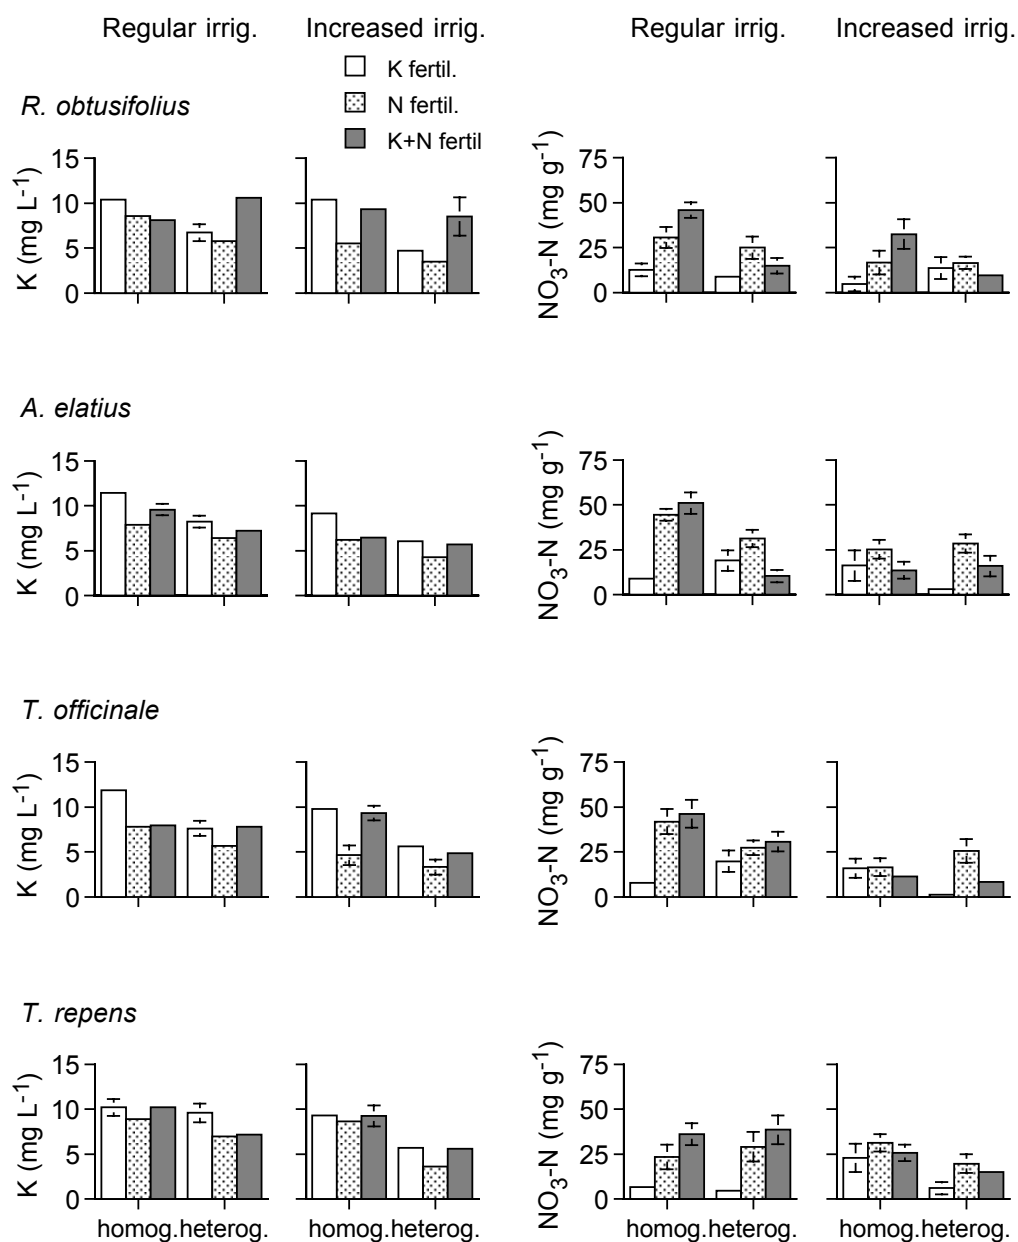 Regular irrig. Increased irrig. Regular irrig. Increased irrig.
K fertil.
N fertil.
K+N fertil
R. obtusifolius
K (mg L⁻¹)
15
10
5
0
NO₃-N (mg g⁻¹)
75
50
25
0
A. elatius
K (mg L⁻¹)
15
10
5
0
NO₃-N (mg g⁻¹)
75
50
25
0
T. officinale
K (mg L⁻¹)
15
10
5
0
NO₃-N (mg g⁻¹)
75
50
25
0
T. repens
K (mg L⁻¹)
15
10
5
0
NO₃-N (mg g⁻¹)
75
50
25
0
homog. heterog. homog. heterog. homog. heterog. homog. heterog.